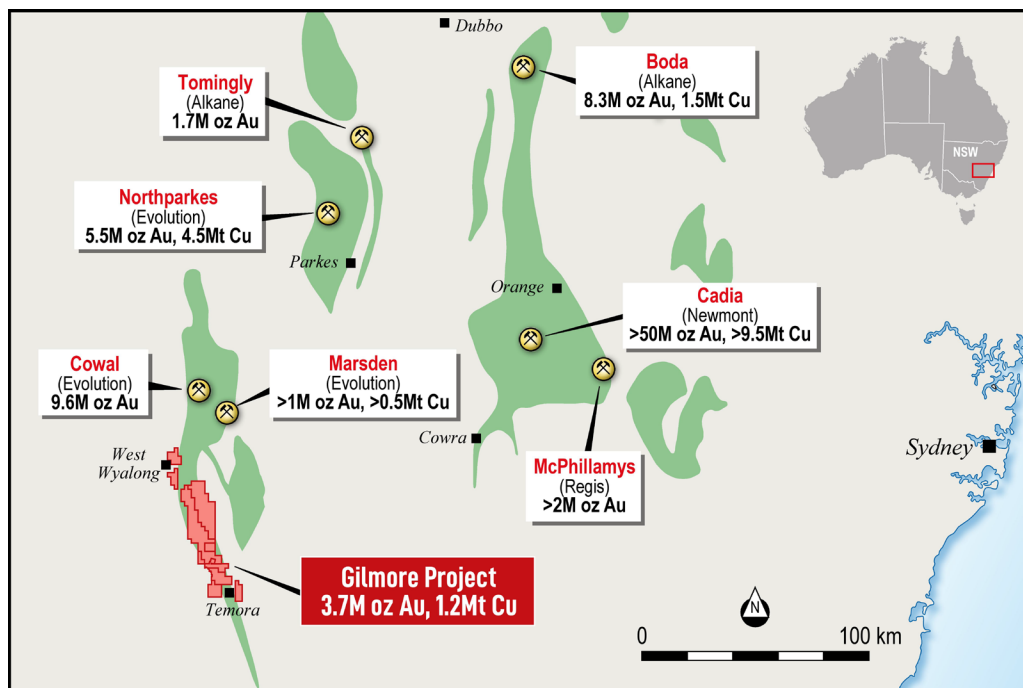 Dubbo
Tomingly
(Alkane)
1.7M oz Au
Boda
(Alkane)
8.3M oz Au, 1.5Mt Cu
NSW
Northparkes
(Evolution)
5.5M oz Au, 4.5Mt Cu
Parkes
Orange
Cadia
(Newmont)
>50M oz Au, >9.5Mt Cu
Cowal
(Evolution)
9.6M oz Au
Marsden
(Evolution)
>1M oz Au, >0.5Mt Cu
Cowra
West
Wyalong
Sydney
McPhillamys
(Regis)
>2M oz Au
Gilmore Project
3.7M oz Au, 1.2Mt Cu
Temora
N
0
100 km